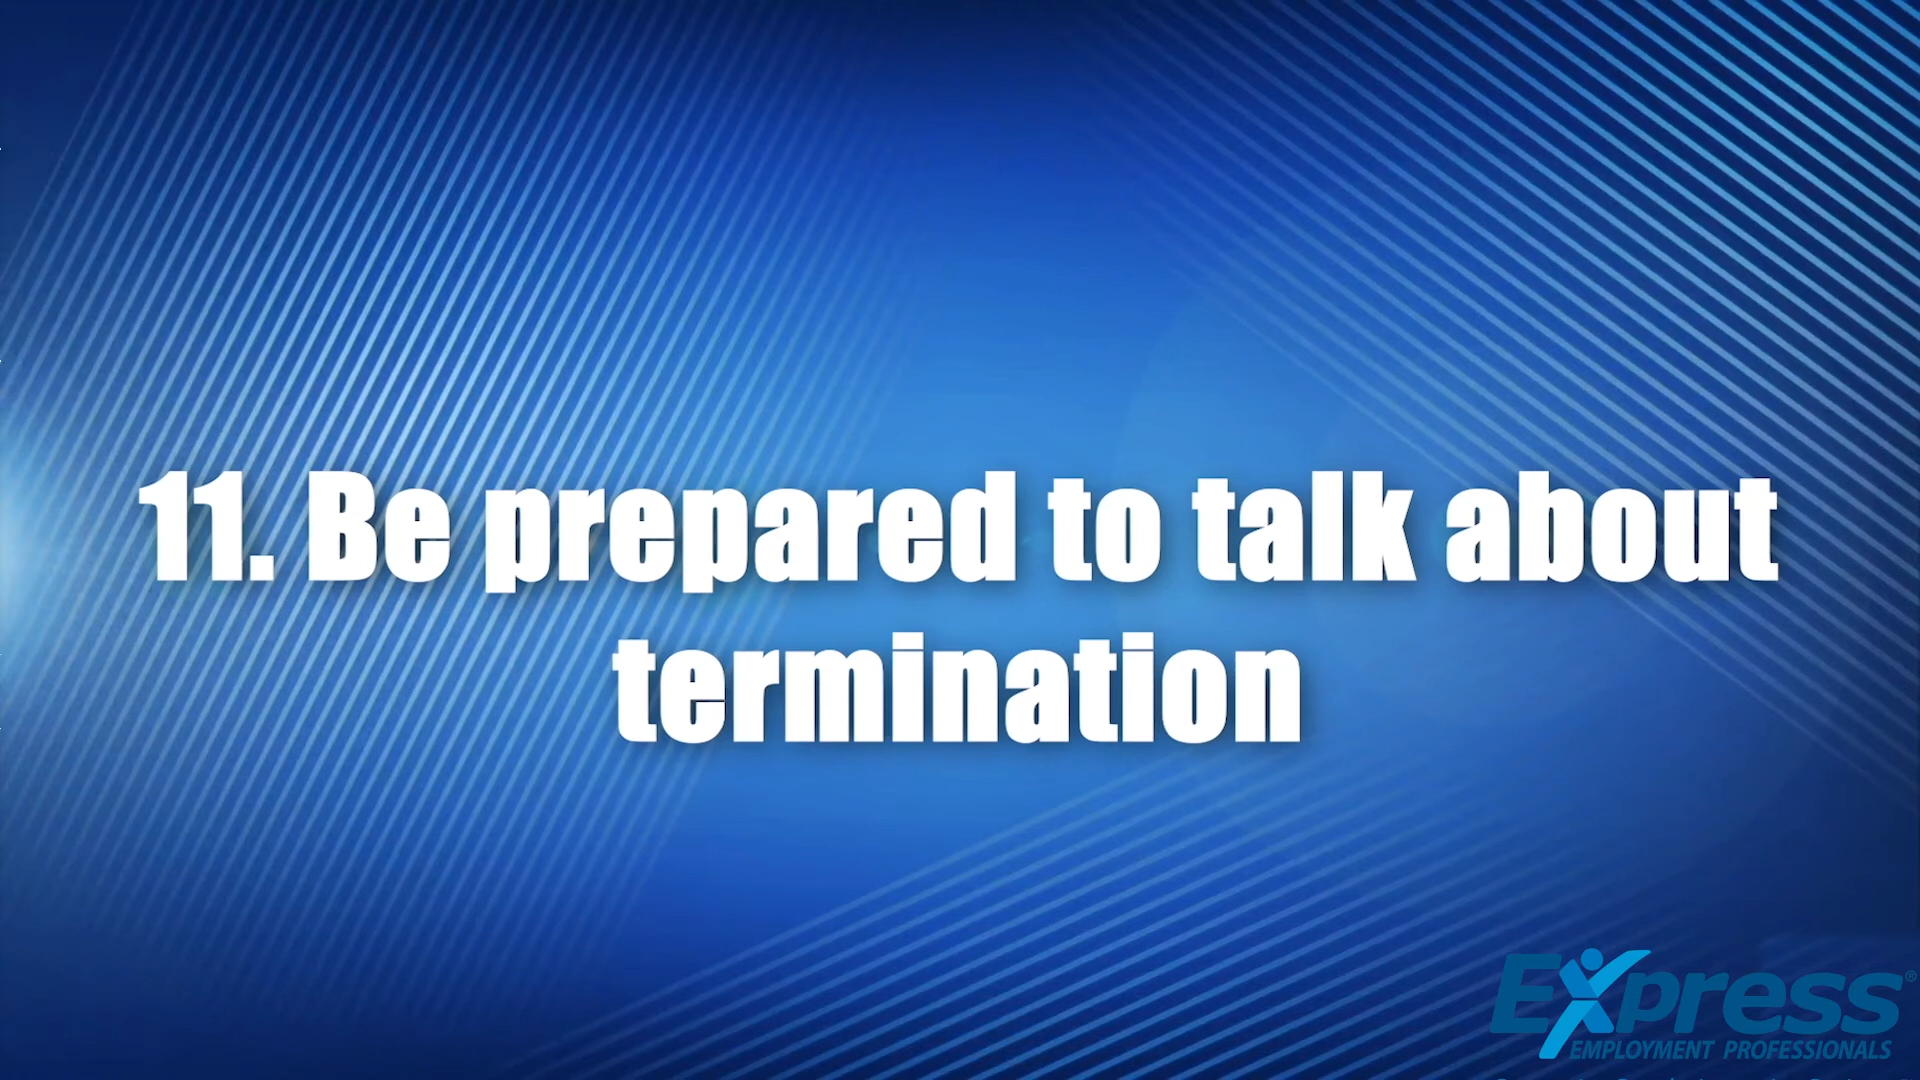 11. Be prepared to talk about
termination
Express®
EMPLOYMENT PROFESSIONALS